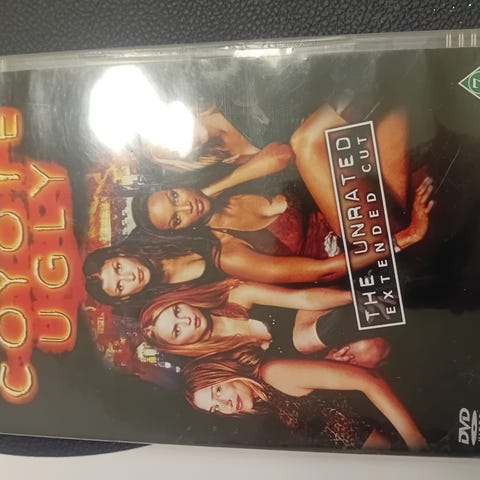 COYOTE
UGLY
THE UNRATED
EXTENDED CUT
DVD